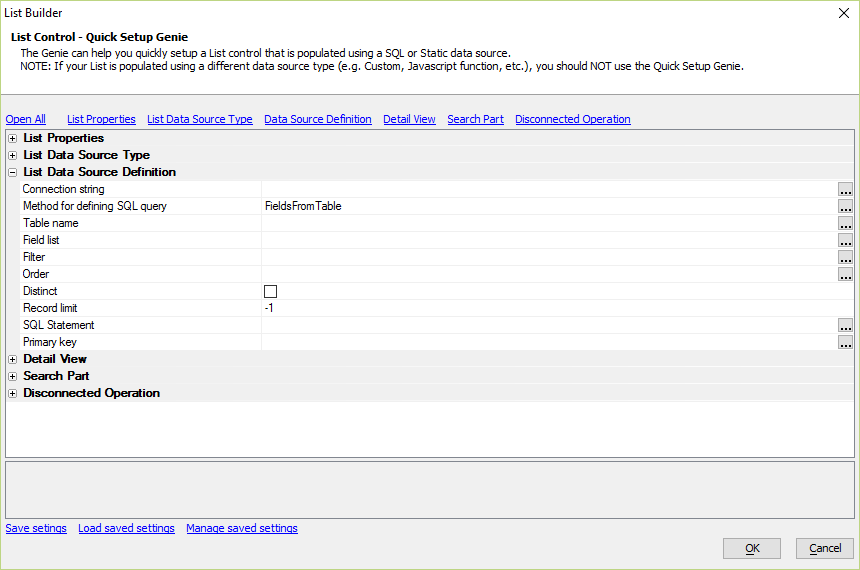 List Builder
List Control - Quick Setup Genie
The Genie can help you quickly setup a List control that is populated using a SQL or Static data source.
NOTE: If your List is populated using a different data source type (e.g. Custom, Javascript function, etc.), you should NOT use the Quick Setup Genie.
Open All List Properties List Data Source Type Data Source Definition Detail View Search Part Disconnected Operation
List Properties
List Data Source Type
List Data Source Definition
Connection string ...
Method for defining SQL query FieldsFromTable ...
Table name ...
Field list ...
Filter ...
Order ...
Distinct
Record limit -1
SQL Statement ...
Primary key ...
Detail View
Search Part
Disconnected Operation
Save setings Load saved settings Manage saved settings
OK Cancel